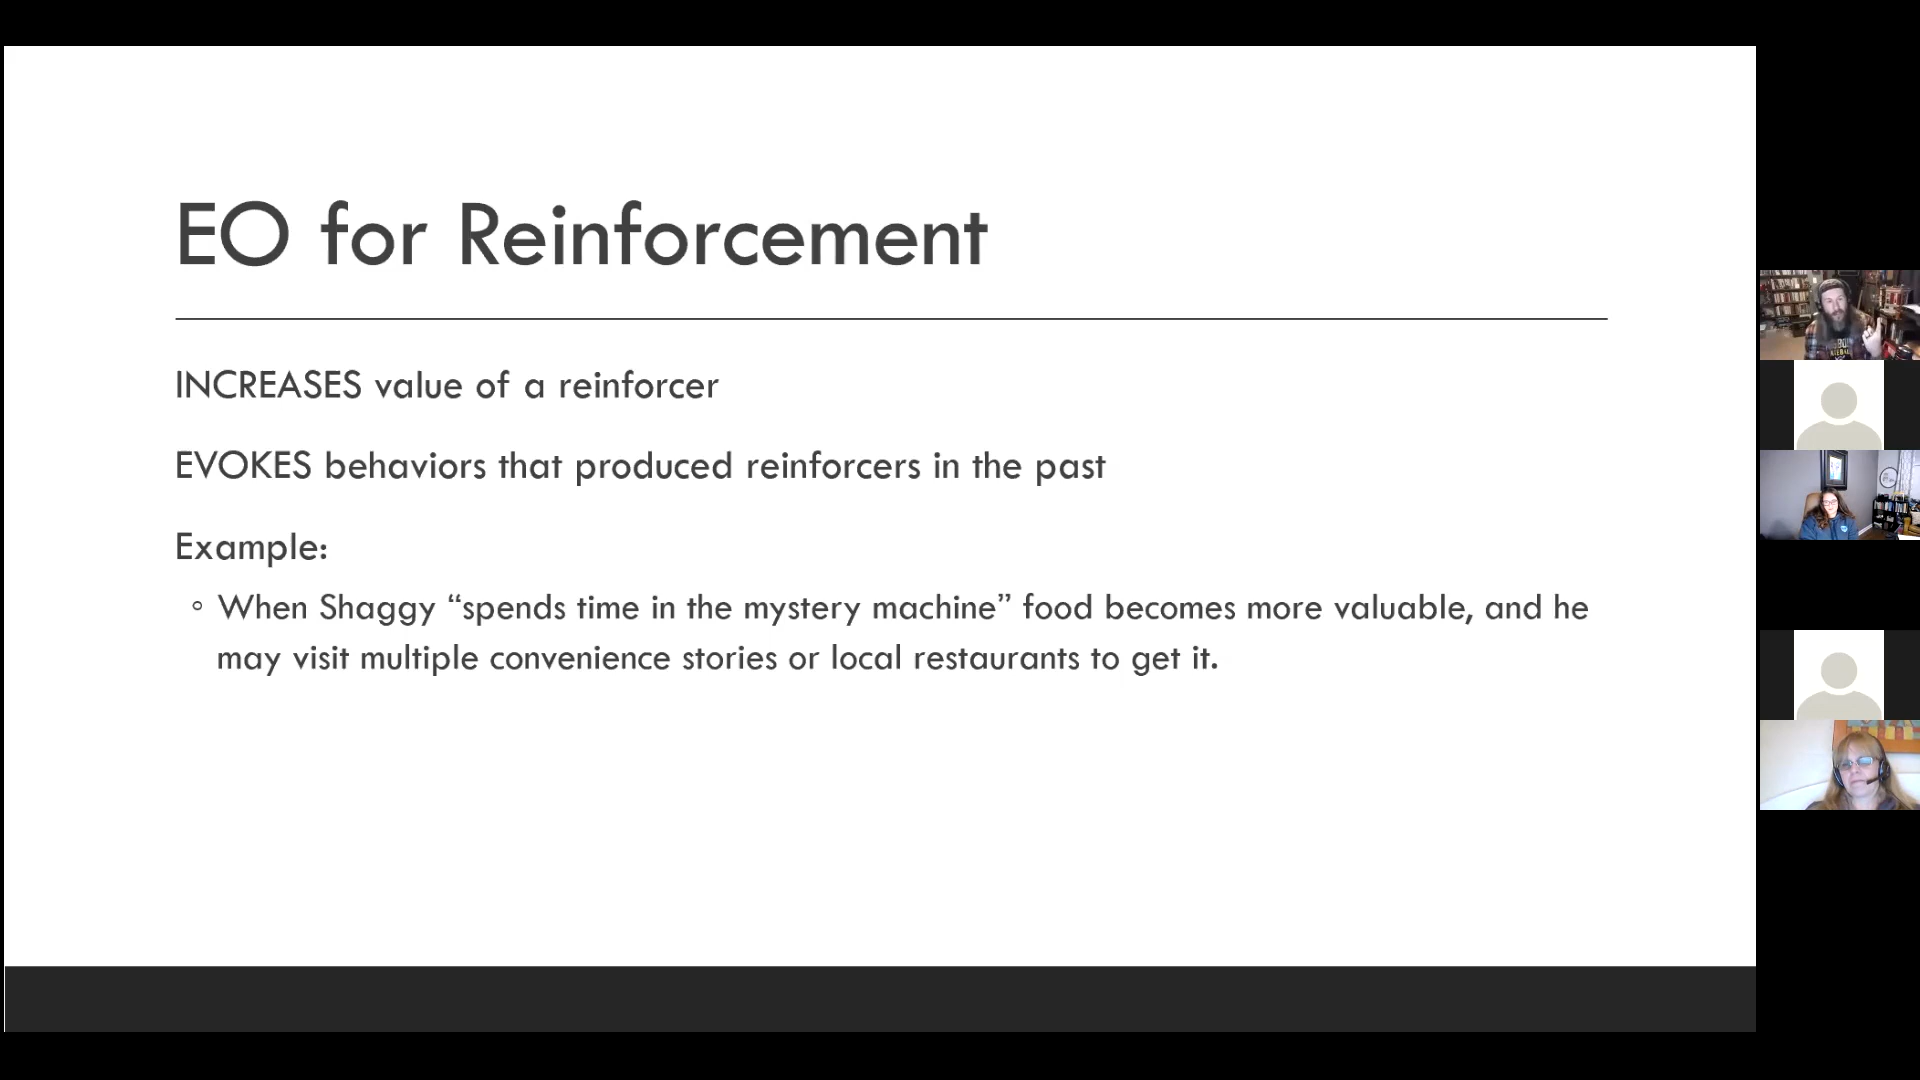 EO for Reinforcement
INCREASES value of a reinforcer
EVOKES behaviors that produced reinforcers in the past
Example:
◦ When Shaggy “spends time in the mystery machine” food becomes more valuable, and he
may visit multiple convenience stories or local restaurants to get it.